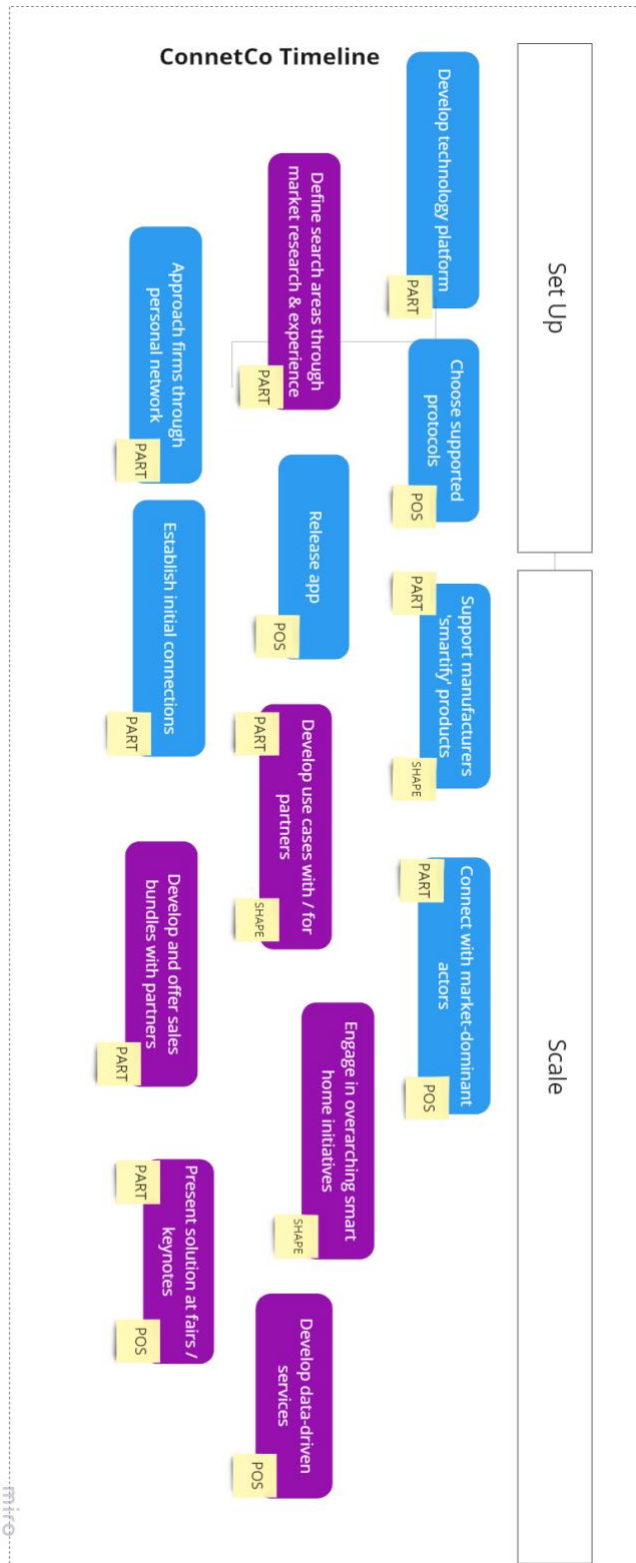 ConnetCo Timeline
Set Up
Scale
Develop technology platform
PART
Choose supported
protocols
POS
Support manufacturers
'smartify' products
PART
SHAPE
Connect with market-dominant
actors
PART
POS
Define search areas through
market research & experience
PART
Release app
POS
Develop use cases with / for
partners
PART
SHAPE
Engage in overarching smart
home initiatives
SHAPE
Develop data-driven
services
POS
Approach firms through
personal network
PART
Establish initial connections
PART
Develop and offer sales
bundles with partners
PART
Present solution at fairs /
keynotes
PART
POS
miro